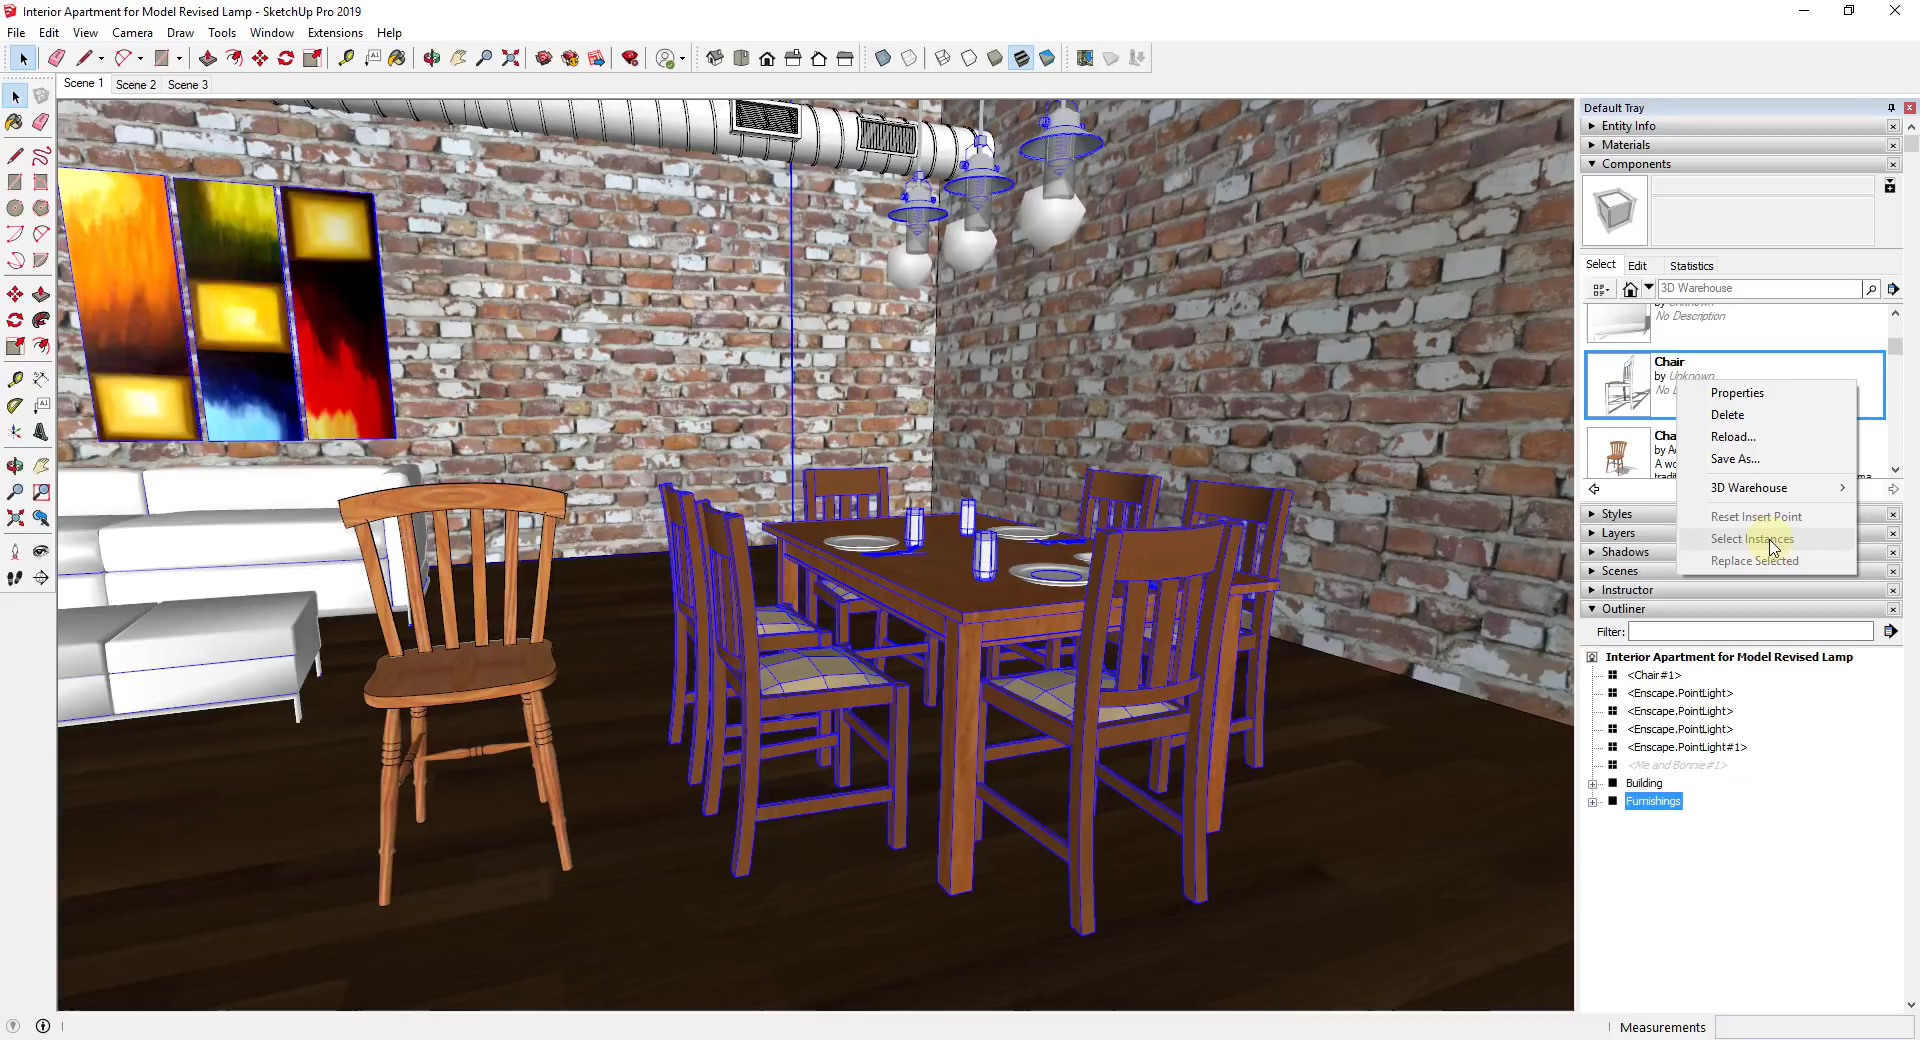 Interior Apartment for Model Revised Lamp - SketchUp Pro 2019
File Edit View Camera Draw Tools Window Extensions Help
Scene 1 Scene 2 Scene 3
Default Tray
Entity Info
Materials
Components
Select Edit Statistics
3D Warehouse
by Unknown
No Description
Chair
by Unknown
Properties
Delete
Reload...
Save As...
3D Warehouse
Reset Insert Point
Select Instances
Replace Selected
Styles
Layers
Shadows
Scenes
Instructor
Outliner
Filter:
Interior Apartment for Model Revised Lamp
<Chair#1>
<Enscape.PointLight>
<Enscape.PointLight>
<Enscape.PointLight>
<Enscape.PointLight#1>
<Me and Bonnie#1>
Building
Furnishings
Measurements